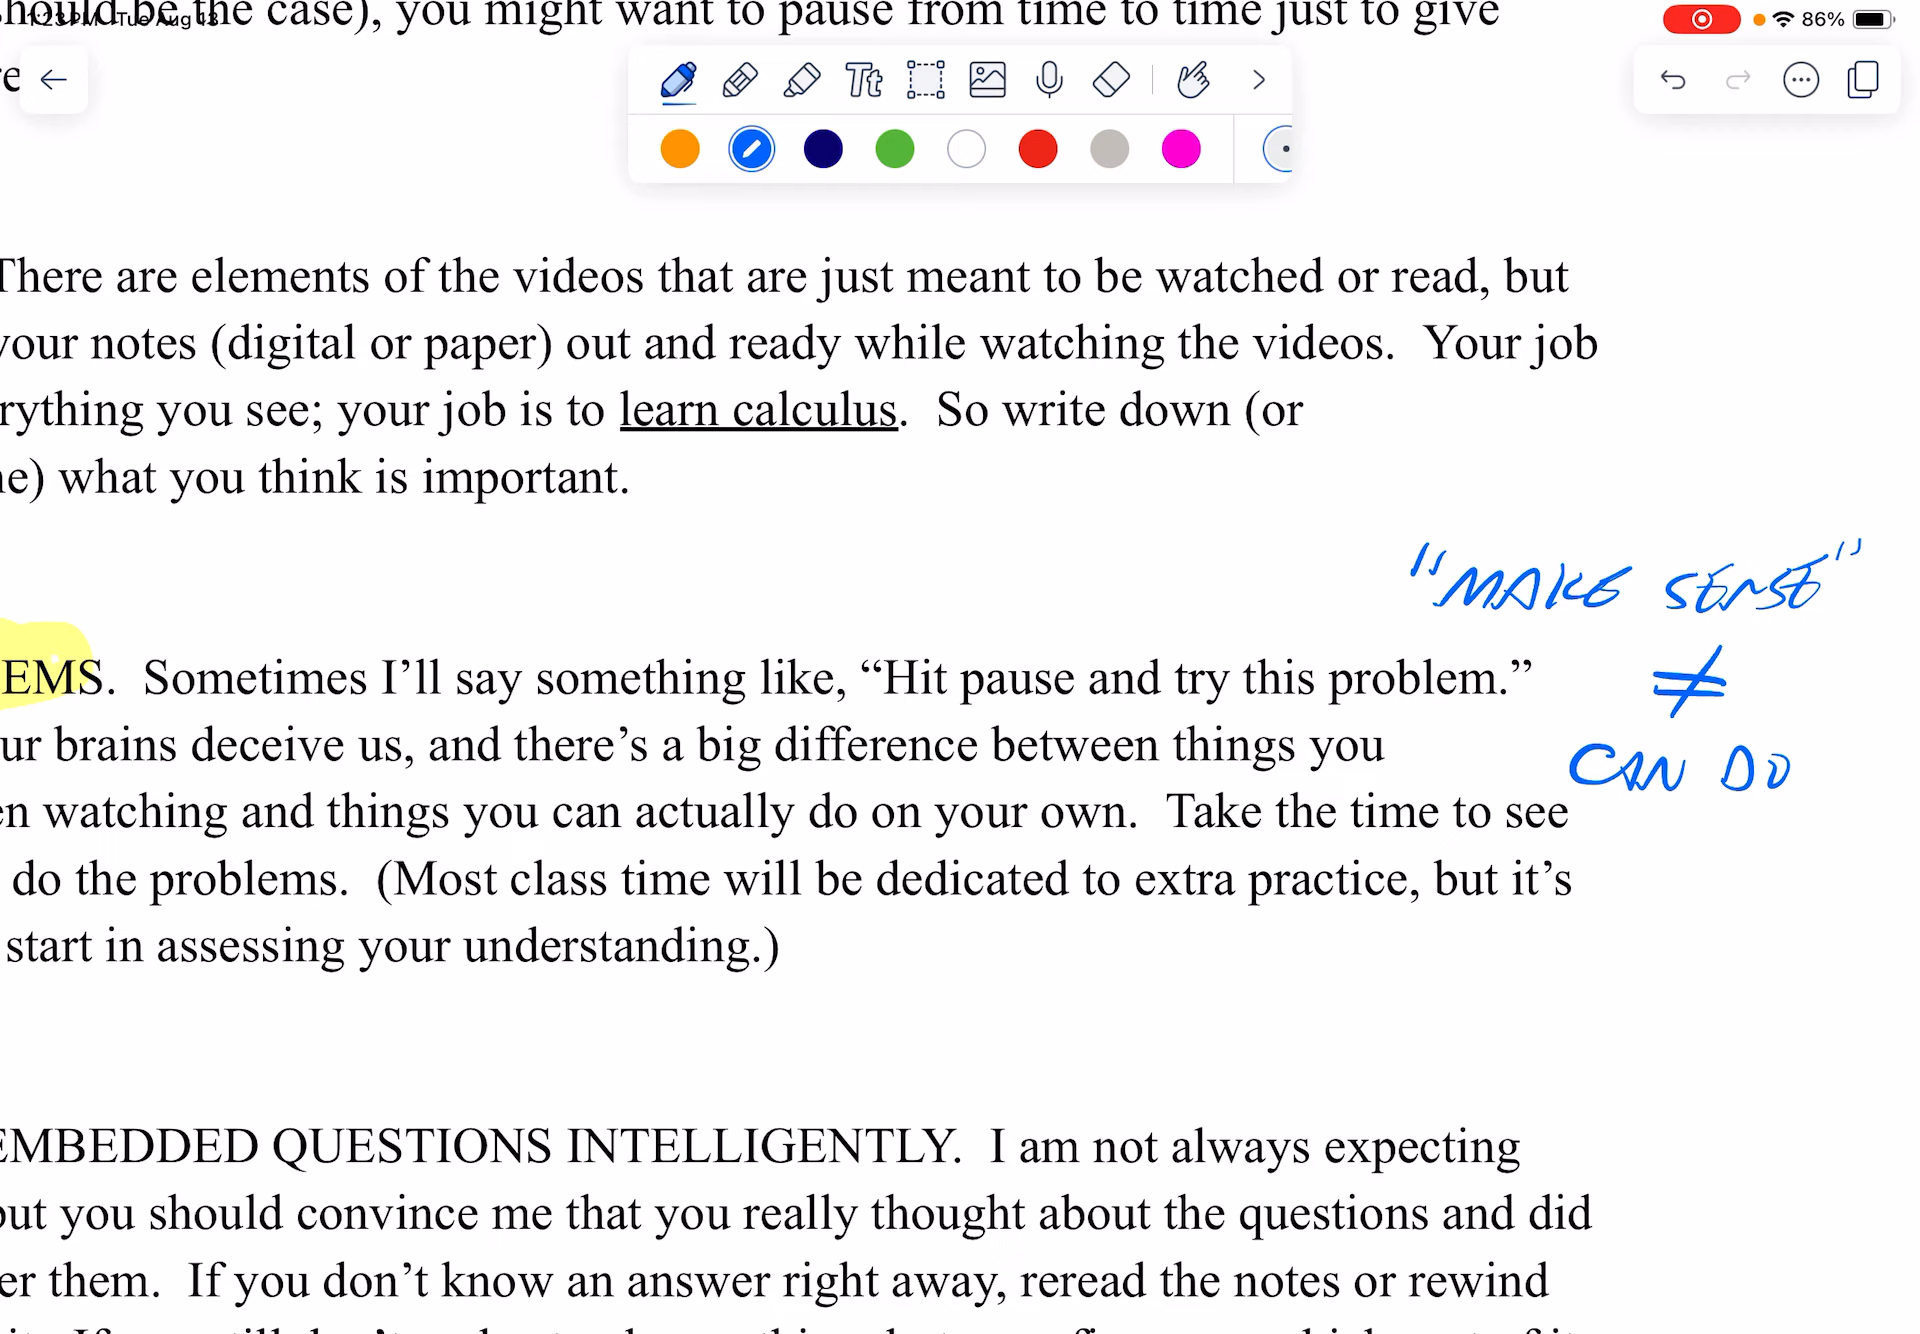 should be the case), you might want to pause from time to time just to give
1:23 PM Tue Aug 13
86%
Tt
There are elements of the videos that are just meant to be watched or read, but
your notes (digital or paper) out and ready while watching the videos. Your job
rything you see; your job is to learn calculus. So write down (or
e) what you think is important.
"MAKE SENSE"
≠
CAN DO
EMS. Sometimes I'll say something like, “Hit pause and try this problem.”
ur brains deceive us, and there’s a big difference between things you
en watching and things you can actually do on your own. Take the time to see
do the problems. (Most class time will be dedicated to extra practice, but it’s
start in assessing your understanding.)
EMBEDDED QUESTIONS INTELLIGENTLY. I am not always expecting
but you should convince me that you really thought about the questions and did
er them. If you don’t know an answer right away, reread the notes or rewind